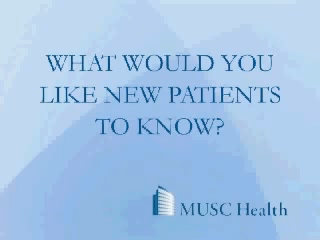 WHAT WOULD YOU
LIKE NEW PATIENTS
TO KNOW?
MUSC Health